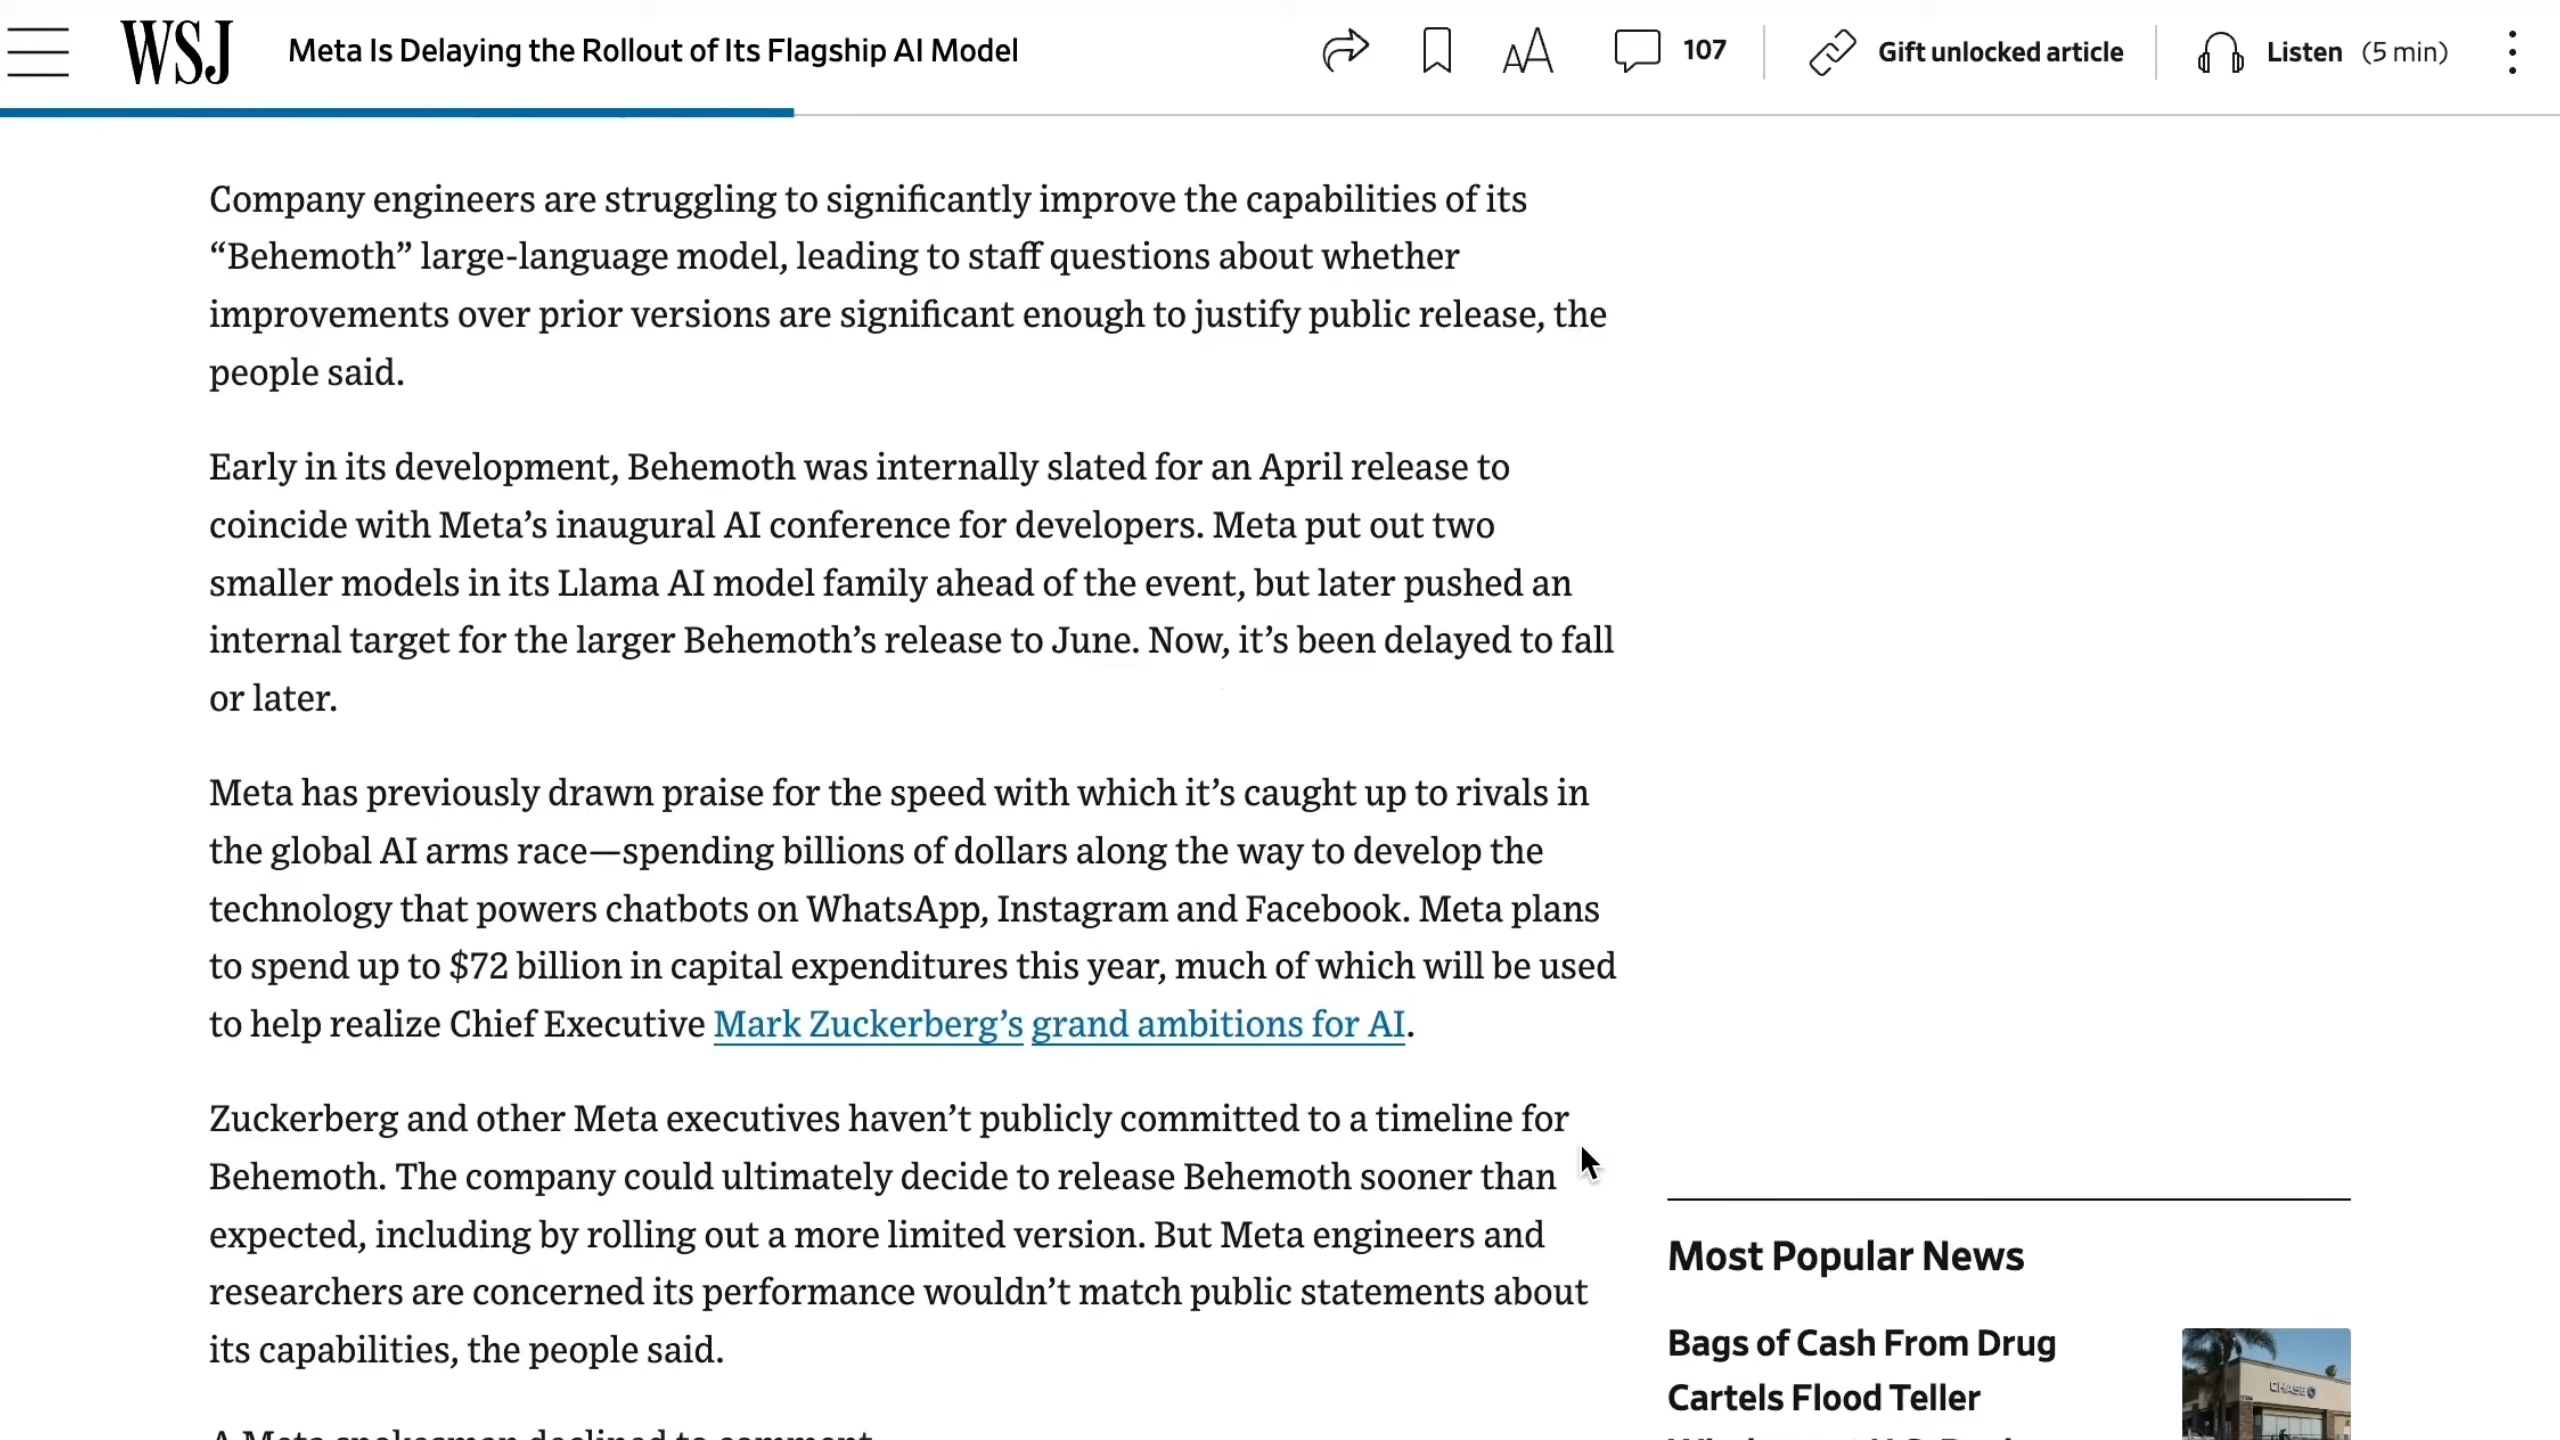 WSJ
Meta Is Delaying the Rollout of Its Flagship AI Model
107
Gift unlocked article
Listen (5 min)
Company engineers are struggling to significantly improve the capabilities of its
“Behemoth” large-language model, leading to staff questions about whether
improvements over prior versions are significant enough to justify public release, the
people said.
Early in its development, Behemoth was internally slated for an April release to
coincide with Meta’s inaugural AI conference for developers. Meta put out two
smaller models in its Llama AI model family ahead of the event, but later pushed an
internal target for the larger Behemoth’s release to June. Now, it’s been delayed to fall
or later.
Meta has previously drawn praise for the speed with which it’s caught up to rivals in
the global AI arms race—spending billions of dollars along the way to develop the
technology that powers chatbots on WhatsApp, Instagram and Facebook. Meta plans
to spend up to $72 billion in capital expenditures this year, much of which will be used
to help realize Chief Executive Mark Zuckerberg’s grand ambitions for AI.
Zuckerberg and other Meta executives haven’t publicly committed to a timeline for
Behemoth. The company could ultimately decide to release Behemoth sooner than
expected, including by rolling out a more limited version. But Meta engineers and
researchers are concerned its performance wouldn’t match public statements about
its capabilities, the people said.
A Meta spokesman declined to comment
Most Popular News
Bags of Cash From Drug
Cartels Flood Teller
CHASE